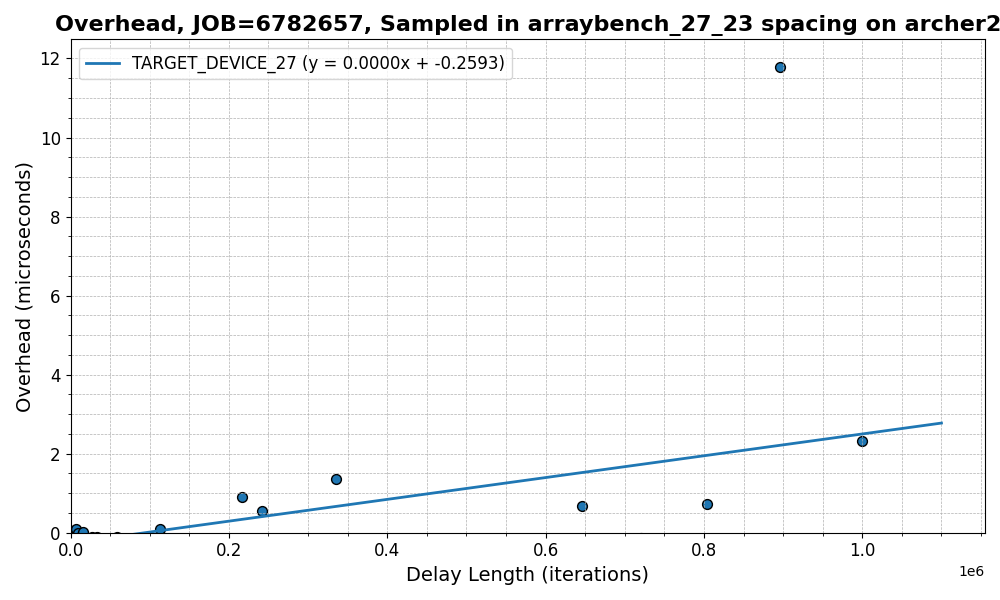 Overhead, JOB=6782657, Sampled in arraybench_27_23 spacing on archer2
TARGET_DEVICE_27 (y = 0.0000x + -0.2593)
12
10
8
6
4
2
0
Overhead (microseconds)
0.0 0.2 0.4 0.6 0.8 1.0
1e6
Delay Length (iterations)